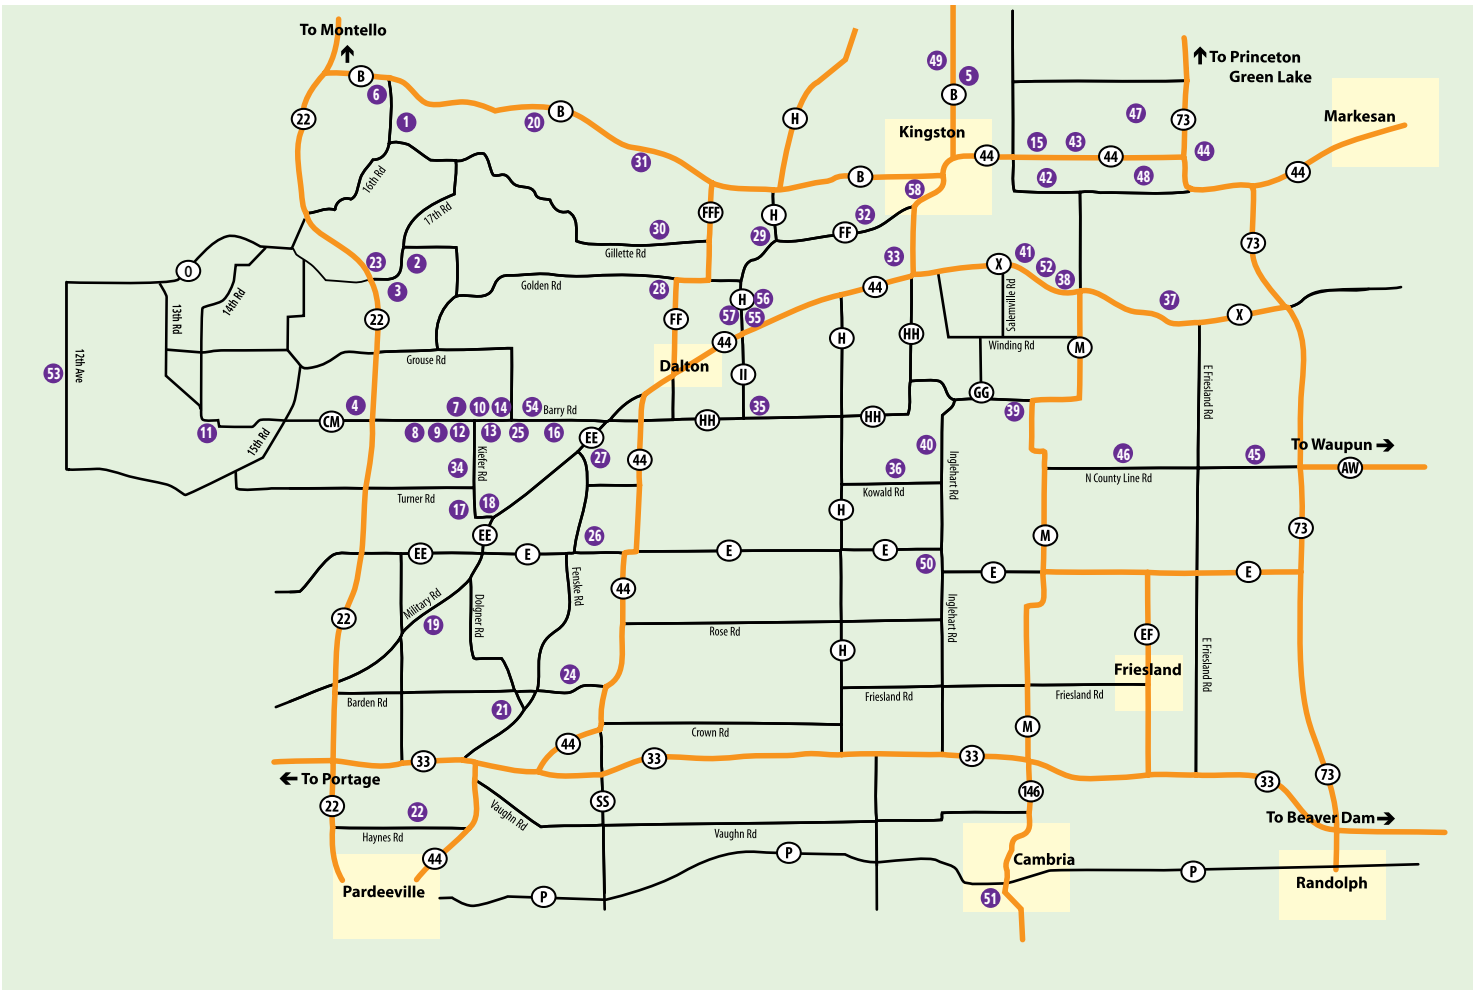 To Montello
B
6
22
1
20
B
H
49
5
B
Kingston
44
15
43
44
47
73
To Princeton
Green Lake
44
Markesan
44
42
48
31
B
58
16th Rd
17th Rd
FFF
H
32
FF
29
30
Gillette Rd
33
41
52
X
38
37
X
73
O
23
2
3
22
13th Rd
14th Rd
Golden Rd
28
H
56
57
55
44
FF
44
H
HH
Salemville Rd
Winding Rd
M
12th Ave
53
Grouse Rd
Dalton
II
GG
E Friesland Rd
4
CM
7
10
14
54
Barry Rd
HH
35
HH
39
11
15th Rd
8
9
12
13
25
16
EE
27
44
40
Inglehart Rd
46
45
To Waupun
AW
34
Kiefer Rd
36
Kowald Rd
N County Line Rd
Turner Rd
17
18
H
73
EE
EE
E
26
E
E
50
M
E
E
Fenske Rd
44
Military Rd
19
Dolgner Rd
22
Rose Rd
Inglehart Rd
H
EF
E Friesland Rd
Friesland
24
Barden Rd
21
Friesland Rd
Friesland Rd
44
Crown Rd
M
33
33
33
33
73
To Portage
22
22
Haynes Rd
Vaughn Rd
SS
Vaughn Rd
146
To Beaver Dam
44
Pardeeville
P
P
Cambria
51
P
Randolph